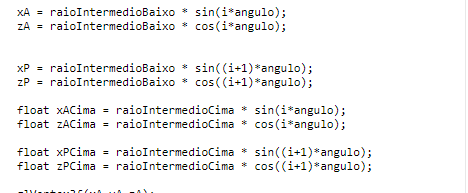 xA = raioIntermedioBaixo * sin(i*angulo);
zA = raioIntermedioBaixo * cos(i*angulo);
xP = raioIntermedioBaixo * sin((i+1)*angulo);
zP = raioIntermedioBaixo * cos((i+1)*angulo);
float xACima = raioIntermedioCima * sin(i*angulo);
float zACima = raioIntermedioCima * cos(i*angulo);
float xPCima = raioIntermedioCima * sin((i+1)*angulo);
float zPCima = raioIntermedioCima * cos((i+1)*angulo);